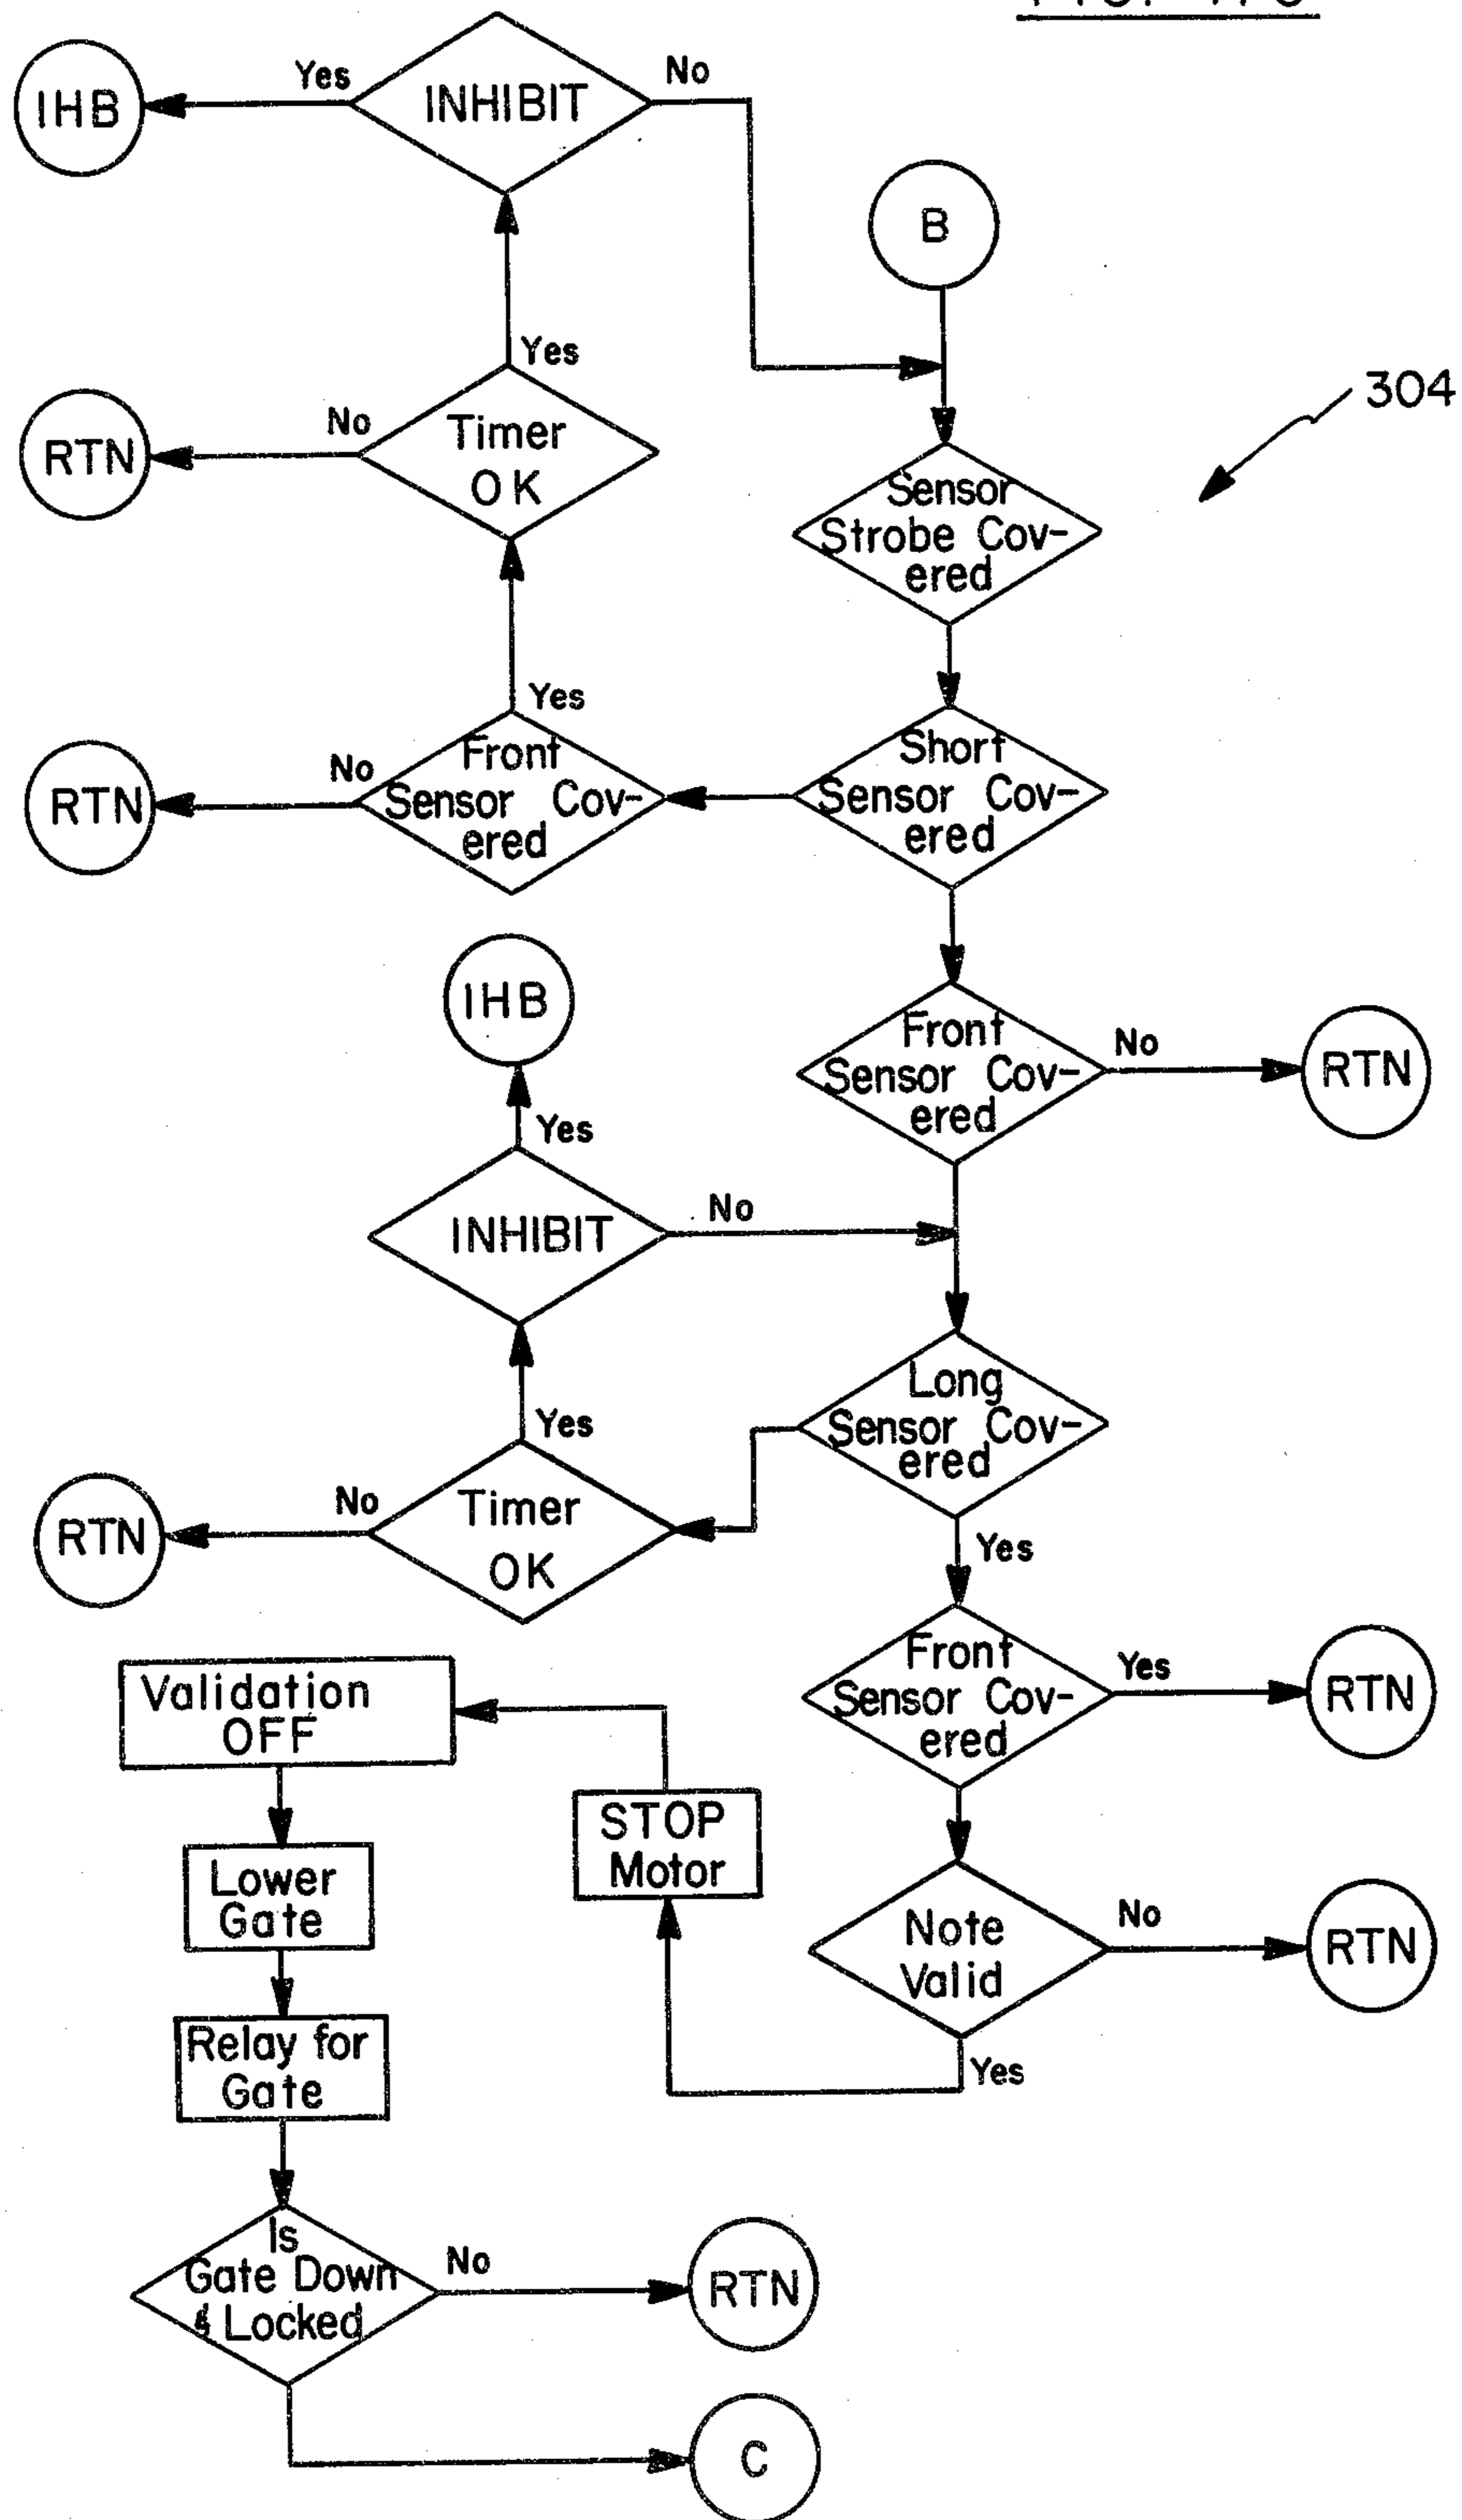 Yes
INHIBIT
No
IHB
B
Yes
304
No
Timer
OK
RTN
Sensor
Strobe Cov-
ered
Yes
No
Front
Sensor Cov-
ered
RTN
Short
Sensor Cov-
ered
IHB
Front
Sensor Cov-
ered
No
RTN
Yes
INHIBIT
No
Long
Sensor Cov-
ered
Yes
No
Timer
OK
RTN
Yes
Front
Sensor Cov-
ered
Yes
RTN
Validation
OFF
STOP
Motor
Lower
Gate
Note
Valid
No
RTN
Yes
Relay for
Gate
Is
Gate Down
& Locked
No
RTN
C